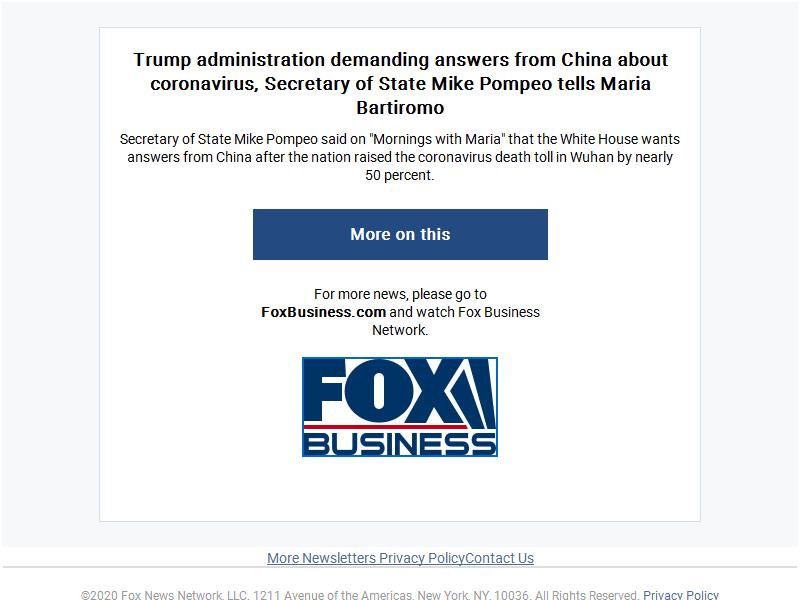 Trump administration demanding answers from China about
coronavirus, Secretary of State Mike Pompeo tells Maria
Bartiromo
Secretary of State Mike Pompeo said on "Mornings with Maria" that the White House wants
answers from China after the nation raised the coronavirus death toll in Wuhan by nearly
50 percent.
More on this
For more news, please go to
FoxBusiness.com and watch Fox Business
Network.
FOX
BUSINESS
More Newsletters Privacy PolicyContact Us
©2020 Fox News Network, LLC. 1211 Avenue of the Americas, New York, NY, 10036. All Rights Reserved. Privacy Policy